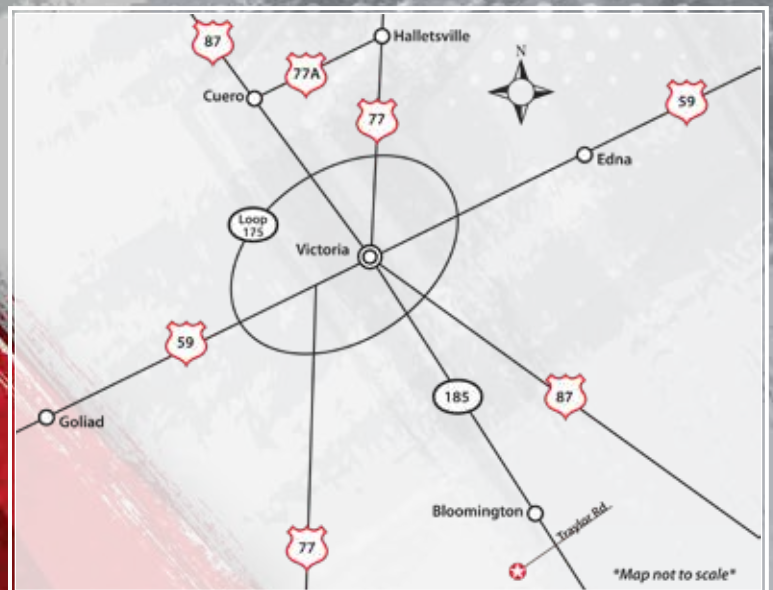 87
Halletsville
77A
N
Cuero
59
77
Edna
Loop
175
Victoria
59
185
87
Goliad
Bloomington
Traylor Rd.
77
*Map not to scale*